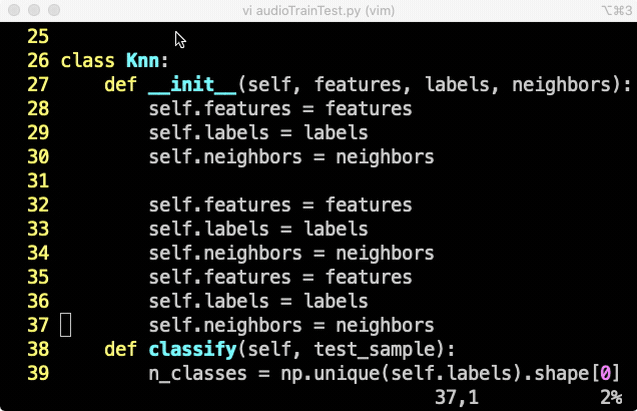 vi audioTrainTest.py (vim) ⌥⌘3
25
26 class Knn:
27     def __init__(self, features, labels, neighbors):
28         self.features = features
29         self.labels = labels
30         self.neighbors = neighbors
31
32         self.features = features
33         self.labels = labels
34         self.neighbors = neighbors
35         self.features = features
36         self.labels = labels
37         self.neighbors = neighbors
38     def classify(self, test_sample):
39         n_classes = np.unique(self.labels).shape[0]
37,1 2%